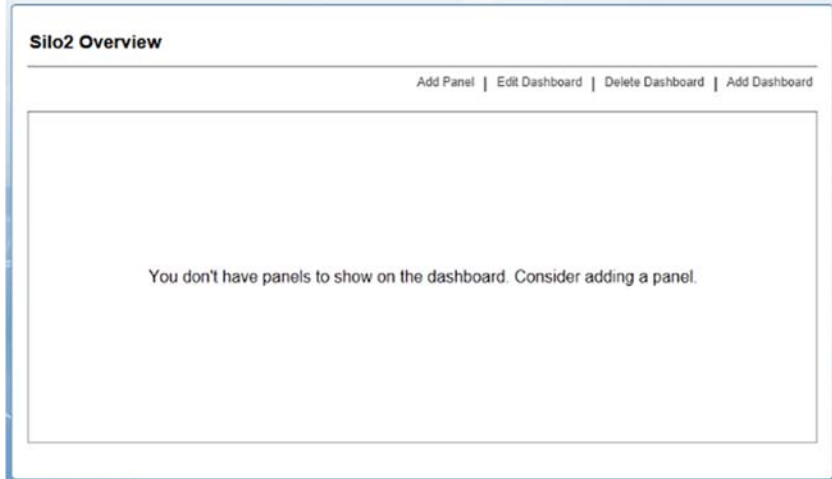 Silo2 Overview
Add Panel | Edit Dashboard | Delete Dashboard | Add Dashboard
You don't have panels to show on the dashboard. Consider adding a panel.